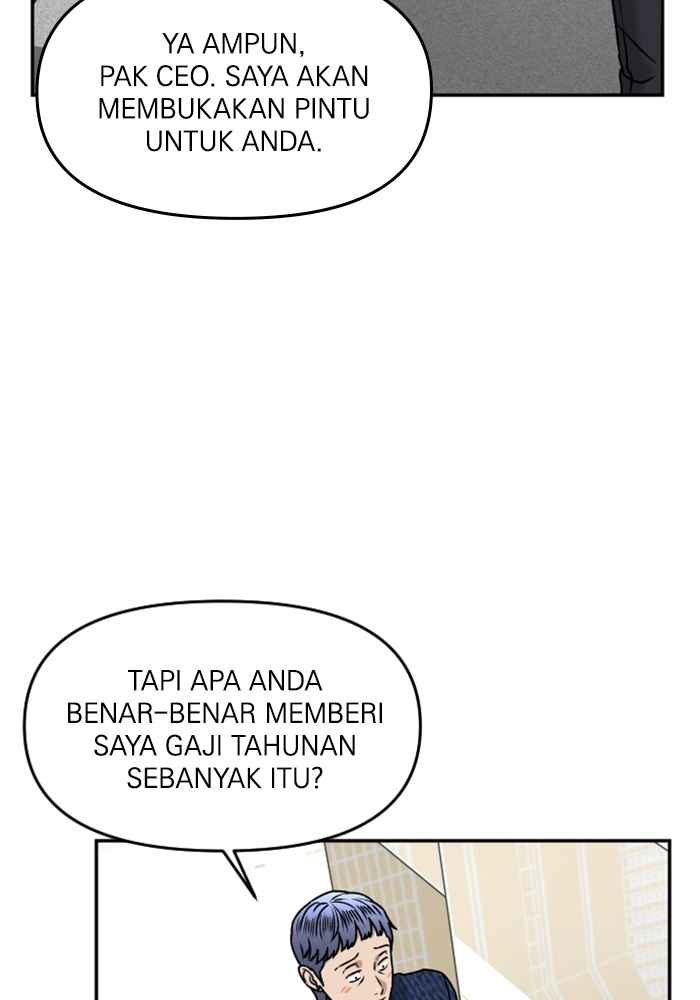 YA AMPUN,
PAK CEO. SAYA AKAN
MEMBUKAKAN PINTU
UNTUK ANDA.
TAPI APA ANDA
BENAR-BENAR MEMBERI
SAYA GAJI TAHUNAN
SEBANYAK ITU?